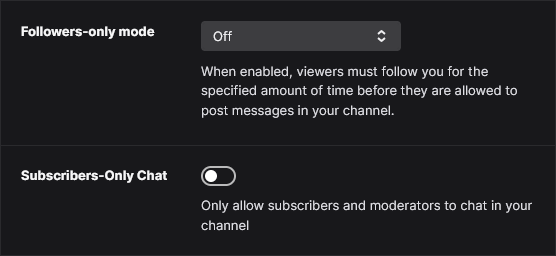 Followers-only mode
Off
When enabled, viewers must follow you for the
specified amount of time before they are allowed to
post messages in your channel.
Subscribers-Only Chat
Only allow subscribers and moderators to chat in your
channel